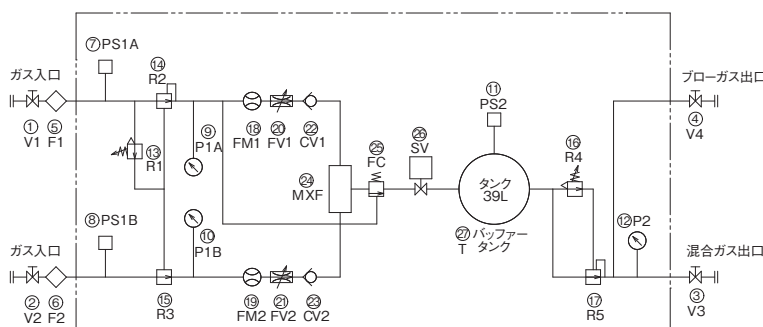 ⑦PS1A
⑭
R2
ガス入口
①
V1
⑤
F1
⑬
R1
⑨
P1A
⑱
FM1
⑳
FV1
㉒
CV1
⑪
PS2
ブローガス出口
④
V4
㉕
FC
㉖
SV
⑯
R4
㉔
MXF
タンク
39L
⑧PS1B
⑩
P1B
㉗バッファー
T タンク
⑫P2
ガス入口
②
V2
⑥
F2
⑮
R3
⑲
FM2
㉑
FV2
㉓
CV2
⑰
R5
混合ガス出口
③
V3